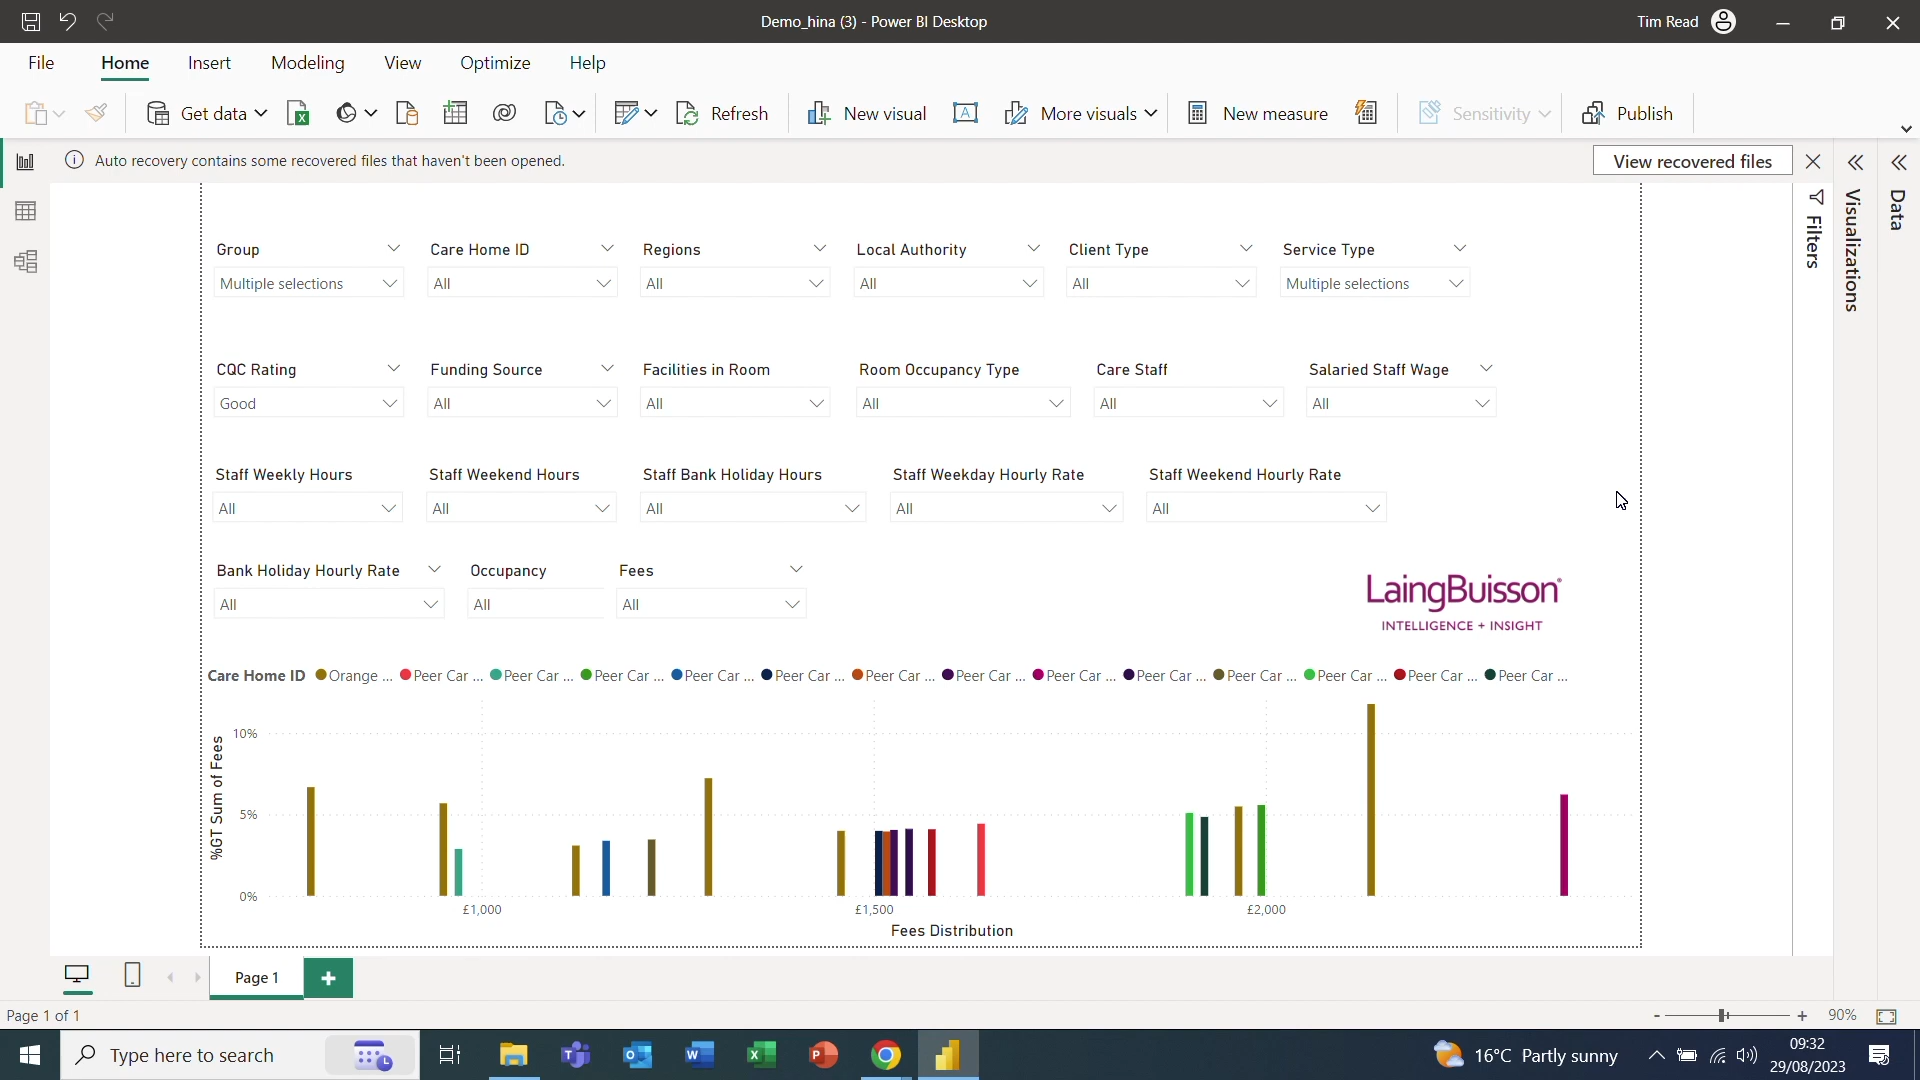 Demo_hina (3) - Power BI Desktop
Tim Read
File Home Insert Modeling View Optimize Help
Get data Refresh New visual A More visuals New measure Sensitivity Publish
Auto recovery contains some recovered files that haven't been opened.
View recovered files
Filters
Visualizations
Data
Group Care Home ID Regions Local Authority Client Type Service Type
Multiple selections All All All All Multiple selections
CQC Rating Funding Source Facilities in Room Room Occupancy Type Care Staff Salaried Staff Wage
Good All All All All All
Staff Weekly Hours Staff Weekend Hours Staff Bank Holiday Hours Staff Weekday Hourly Rate Staff Weekend Hourly Rate
All All All All All
Bank Holiday Hourly Rate Occupancy Fees
All All All
LaingBuisson®
INTELLIGENCE + INSIGHT
Care Home ID Orange ... Peer Car ... Peer Car ... Peer Car ... Peer Car ... Peer Car ... Peer Car ... Peer Car ... Peer Car ... Peer Car ... Peer Car ... Peer Car ... Peer Car ... Peer Car ...
%GT Sum of Fees
10%
5%
0%
£1,000 £1,500 £2,000
Fees Distribution
Page 1 +
Page 1 of 1
- + 90%
Type here to search
16°C Partly sunny
09:32
29/08/2023